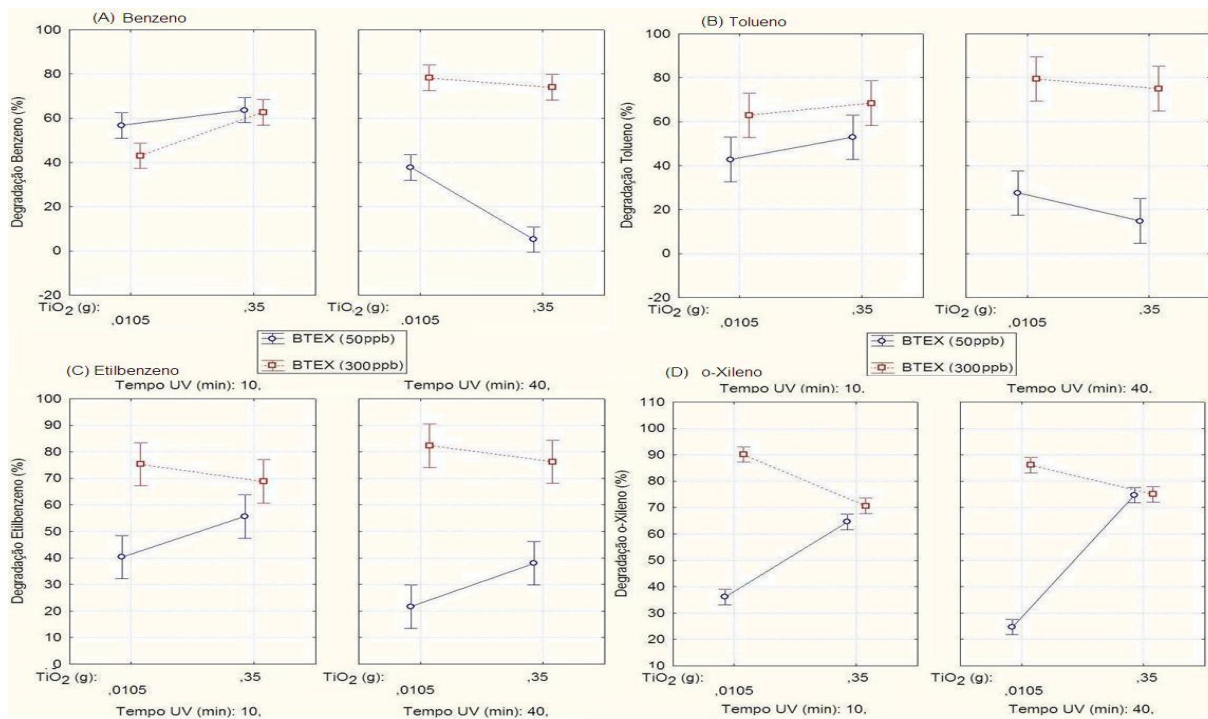 (A) Benzeno
Degradação Benzeno (%)
100
80
60
40
20
0
-20
TiO2 (g):
,0105
,35
,0105
,35
(B) Tolueno
Degradação Tolueno (%)
100
80
60
40
20
0
-20
TiO2 (g):
,0105
,35
,0105
,35
BTEX (50ppb)
BTEX (300ppb)
Tempo UV (min): 10,
Tempo UV (min): 40,
BTEX (50ppb)
BTEX (300ppb)
Tempo UV (min): 10,
Tempo UV (min): 40,
(C) Etilbenzeno
Degradação Etilbenzeno (%)
100
90
80
70
60
50
40
30
20
10
0
TiO2 (g):
,0105
,35
,0105
,35
Tempo UV (min): 10,
Tempo UV (min): 40,
(D) o-Xileno
Degradação o-Xileno (%)
110
100
90
80
70
60
50
40
30
20
10
TiO2 (g):
,0105
,35
,0105
,35
Tempo UV (min): 10,
Tempo UV (min): 40,